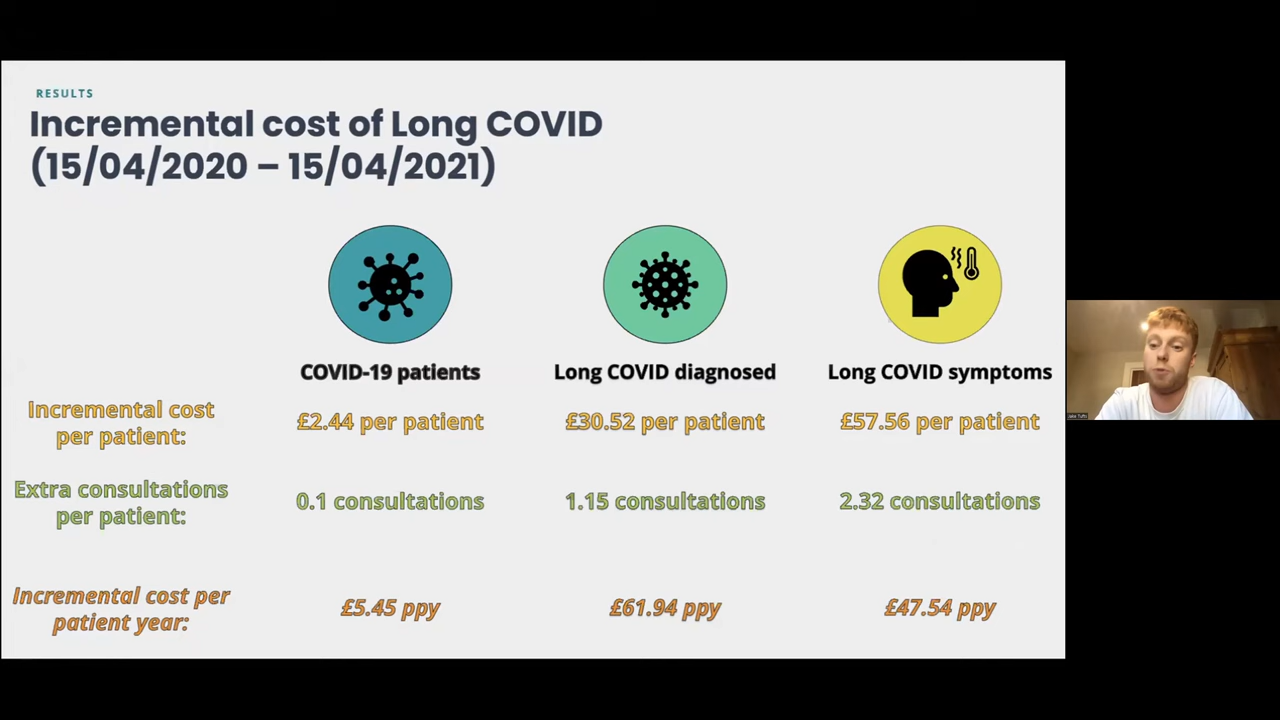 RESULTS
Incremental cost of Long COVID
(15/04/2020 – 15/04/2021)
COVID-19 patients
Long COVID diagnosed
Long COVID symptoms
Incremental cost
per patient:
£2.44 per patient
£30.52 per patient
£57.56 per patient
Extra consultations
per patient:
0.1 consultations
1.15 consultations
2.32 consultations
Incremental cost per
patient year:
£5.45 ppy
£61.94 ppy
£47.54 ppy
Jake Tufts